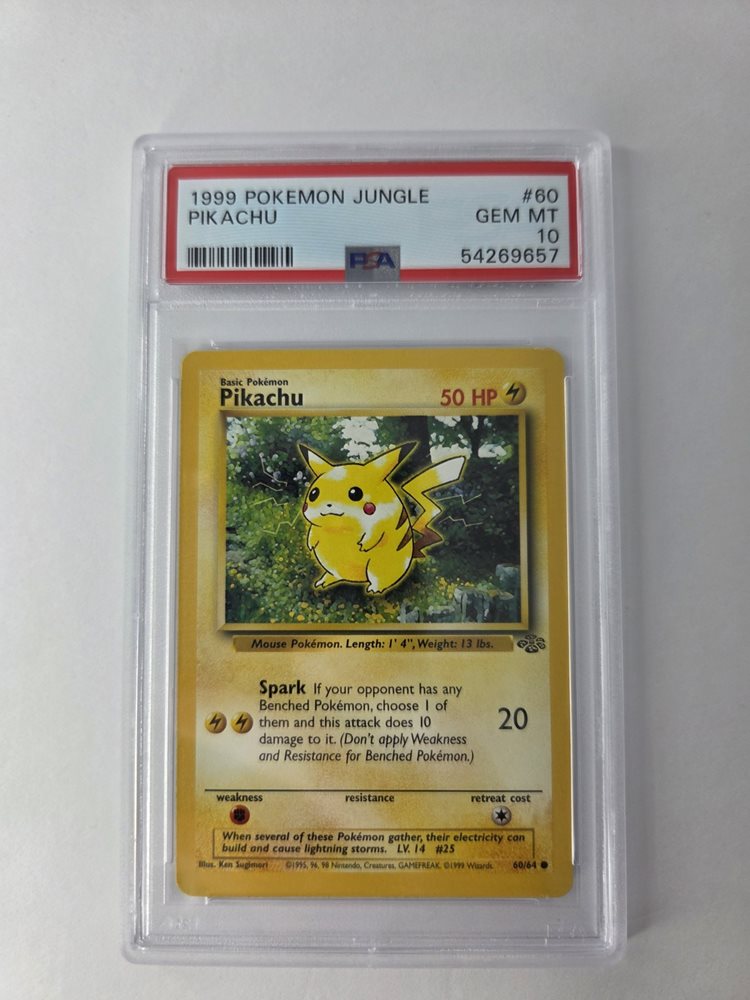 1999 POKEMON JUNGLE #60
PIKACHU GEM MT
10
PSA 54269657
Basic Pokémon
Pikachu 50 HP
Mouse Pokémon. Length: 1' 4", Weight: 13 lbs.
Spark If your opponent has any
Benched Pokémon, choose 1 of
them and this attack does 10
damage to it. (Don't apply Weakness
and Resistance for Benched Pokémon.)
20
weakness resistance retreat cost
When several of these Pokémon gather, their electricity can
build and cause lightning storms. LV. 14 #25
Illus. Ken Sugimori ©1995, 96, 98 Nintendo, Creatures, GAMEFREAK. ©1999 Wizards. 60/64